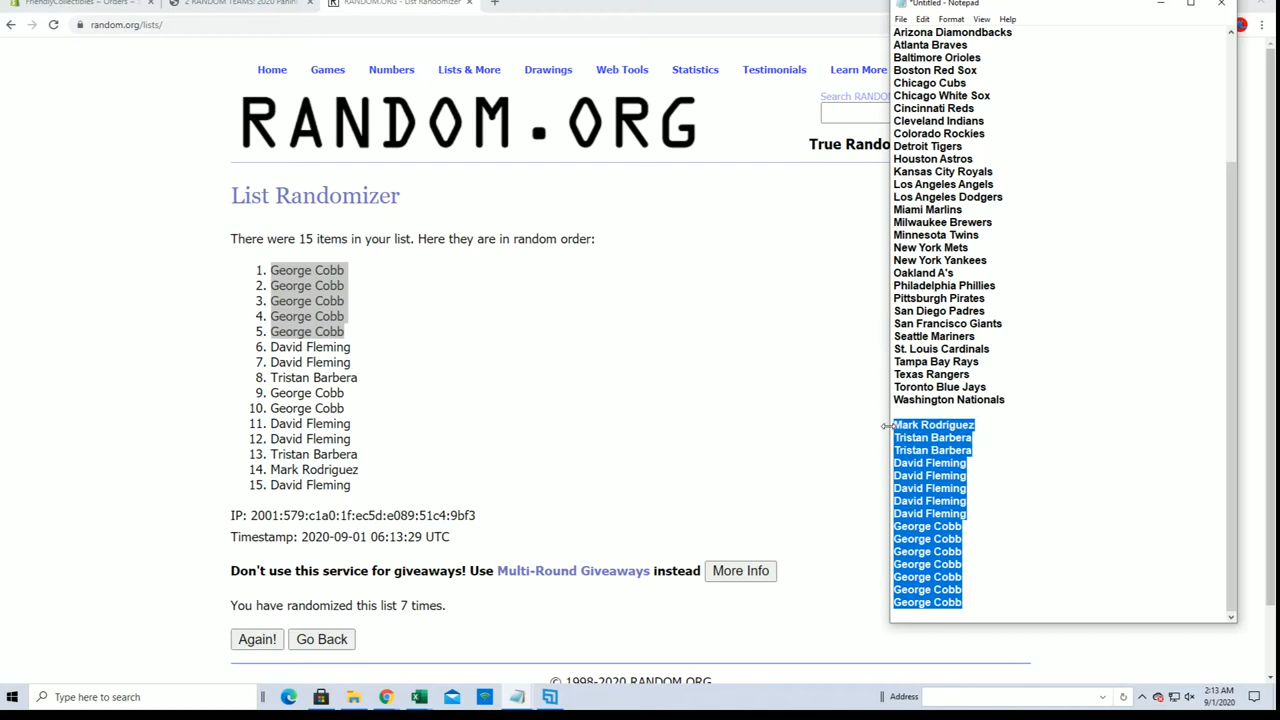 FriendlyCollectibles – Orders –
2 RANDOM TEAMS: 2020 Panini
RANDOM.ORG - List Randomizer
random.org/lists/
Home Games Numbers Lists & More Drawings Web Tools Statistics Testimonials Learn More
RANDOM.ORG
Search RANDO
True Rando
List Randomizer
There were 15 items in your list. Here they are in random order:
1. George Cobb
2. George Cobb
3. George Cobb
4. George Cobb
5. George Cobb
6. David Fleming
7. David Fleming
8. Tristan Barbera
9. George Cobb
10. George Cobb
11. David Fleming
12. David Fleming
13. Tristan Barbera
14. Mark Rodriguez
15. David Fleming
IP: 2001:579:c1a0:1f:ec5d:e089:51c4:9bf3
Timestamp: 2020-09-01 06:13:29 UTC
Don't use this service for giveaways! Use Multi-Round Giveaways instead More Info
You have randomized this list 7 times.
Again! Go Back
© 1998-2020 RANDOM.ORG
*Untitled - Notepad
File Edit Format View Help
Arizona Diamondbacks
Atlanta Braves
Baltimore Orioles
Boston Red Sox
Chicago Cubs
Chicago White Sox
Cincinnati Reds
Cleveland Indians
Colorado Rockies
Detroit Tigers
Houston Astros
Kansas City Royals
Los Angeles Angels
Los Angeles Dodgers
Miami Marlins
Milwaukee Brewers
Minnesota Twins
New York Mets
New York Yankees
Oakland A's
Philadelphia Phillies
Pittsburgh Pirates
San Diego Padres
San Francisco Giants
Seattle Mariners
St. Louis Cardinals
Tampa Bay Rays
Texas Rangers
Toronto Blue Jays
Washington Nationals
Mark Rodriguez
Tristan Barbera
Tristan Barbera
David Fleming
David Fleming
David Fleming
David Fleming
David Fleming
George Cobb
George Cobb
George Cobb
George Cobb
George Cobb
George Cobb
George Cobb
Type here to search
Address
2:13 AM
9/1/2020